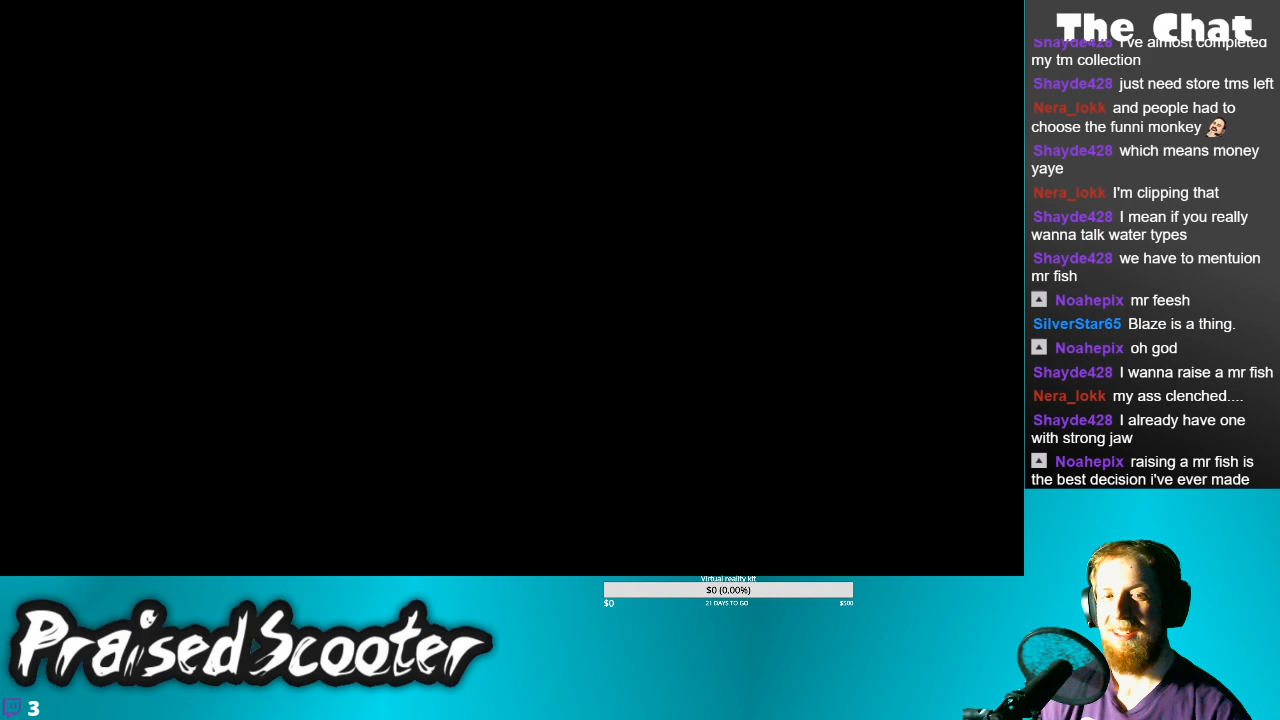 The Chat
Shayde428 I've almost completed
my tm collection
Shayde428 just need store tms left
Nera_lokk and people had to
choose the funni monkey
Shayde428 which means money
yaye
Nera_lokk I'm clipping that
Shayde428 I mean if you really
wanna talk water types
Shayde428 we have to mentuion
mr fish
Noahepix mr feesh
SilverStar65 Blaze is a thing.
Noahepix oh god
Shayde428 I wanna raise a mr fish
Nera_lokk my ass clenched....
Shayde428 I already have one
with strong jaw
Noahepix raising a mr fish is
the best decision i've ever made
Virtual reality kit
$0 (0.00%)
$0 21 DAYS TO GO $500
PraisedScooter
3